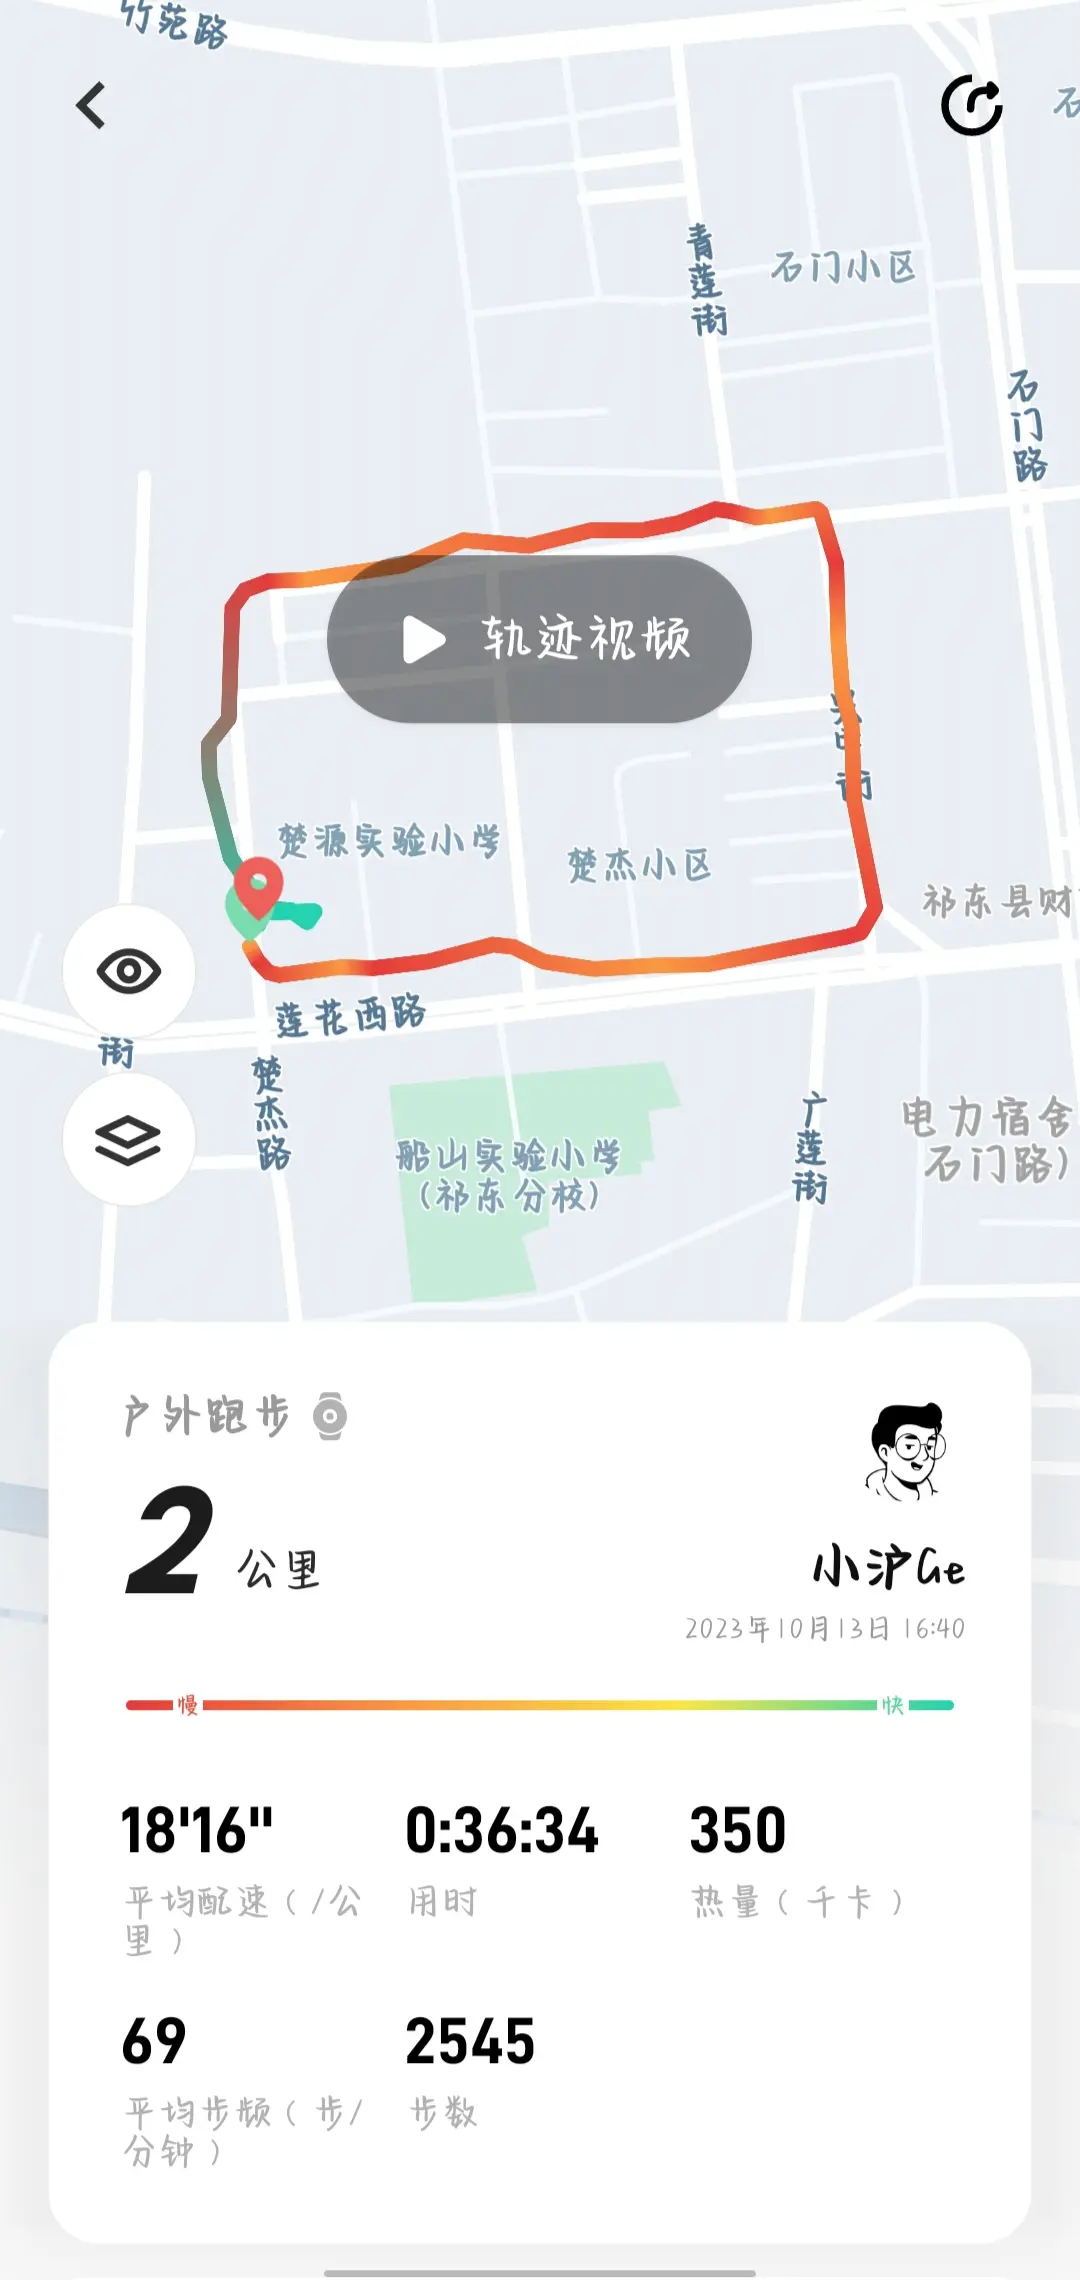 竹苑路
石
青莲街
石门小区
石门路
轨迹视频
楚源实验小学
楚杰小区
祁东县财
莲花西路
街
楚杰路
广莲街
电力宿舍
石门路)
船山实验小学
(祁东分校)
户外跑步
2 公里
小沪Ge
2023年10月13日 16:40
慢 快
18'16" 0:36:34 350
平均配速(/公里) 用时 热量(千卡)
69 2545
平均步频(步/分钟) 步数